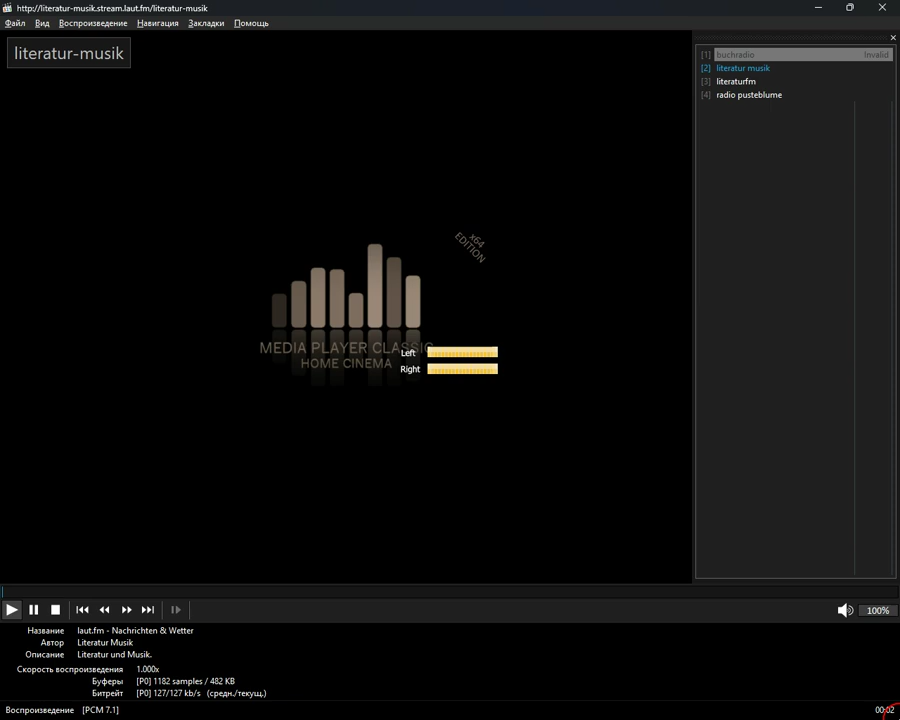 http://literatur-musik.stream.laut.fm/literatur-musik
Файл Вид Воспроизведение Навигация Закладки Помощь
literatur-musik
[1] buchradio Invalid
[2] literatur musik
[3] literaturfm
[4] radio pusteblume
x64
EDITION
MEDIA PLAYER CLASSIC
HOME CINEMA
Left
Right
100%
Название laut.fm - Nachrichten & Wetter
Автор Literatur Musik
Описание Literatur und Musik.
Скорость воспроизведения 1.000x
Буферы [P0] 1182 samples / 482 KB
Битрейт [P0] 127/127 kb/s (средн./текущ.)
Воспроизведение [PCM 7.1] 00:02